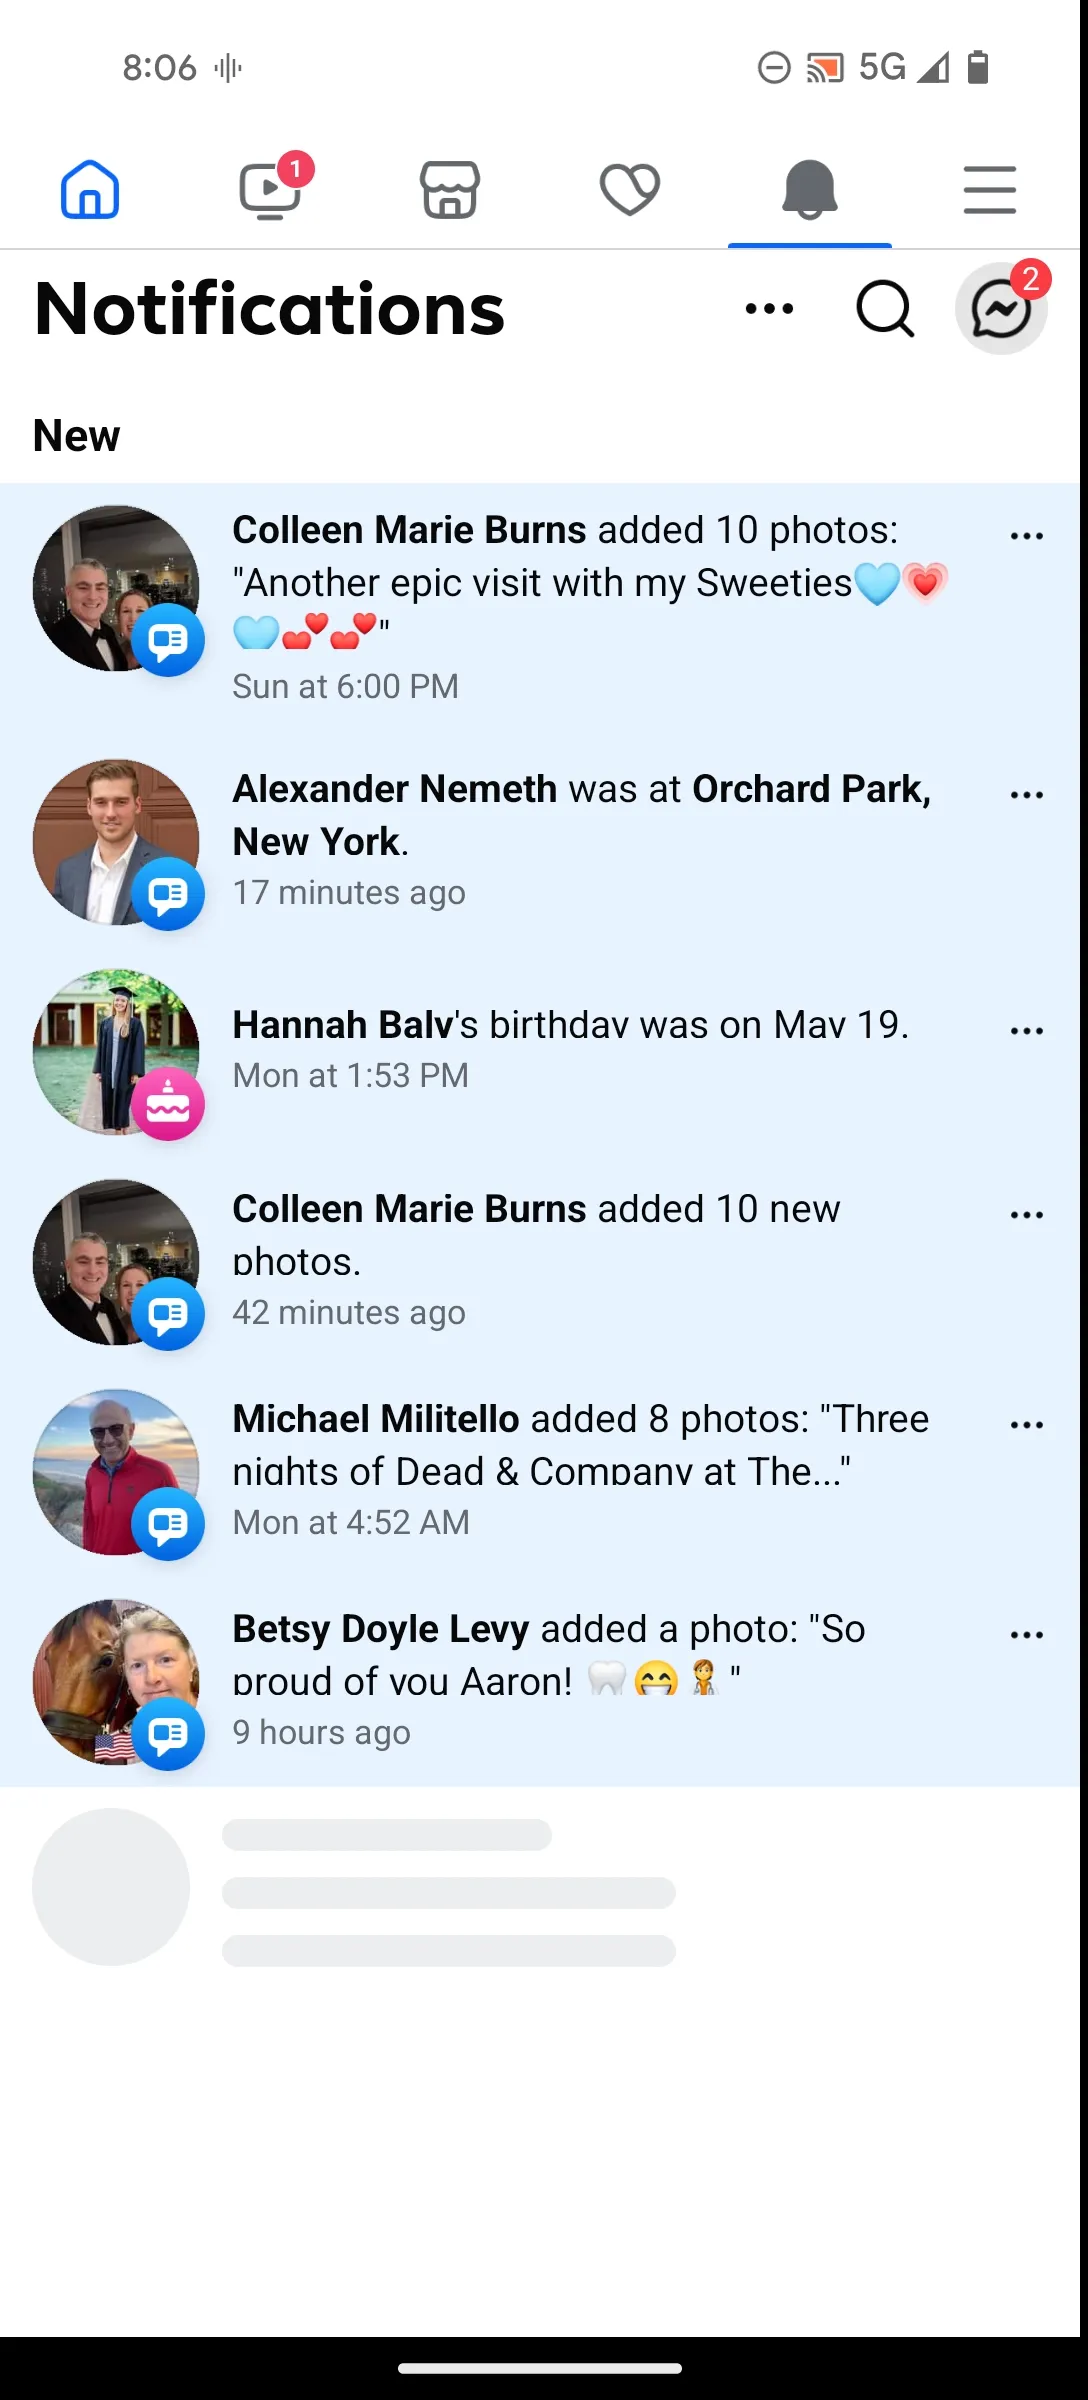 8:06
5G
1
Notifications
2
New
Colleen Marie Burns added 10 photos:
"Another epic visit with my Sweeties🩵💗
🩵💕💕"
Sun at 6:00 PM
Alexander Nemeth was at Orchard Park,
New York.
17 minutes ago
Hannah Baly's birthday was on May 19.
Mon at 1:53 PM
Colleen Marie Burns added 10 new
photos.
42 minutes ago
Michael Militello added 8 photos: "Three
nights of Dead & Company at The..."
Mon at 4:52 AM
Betsy Doyle Levy added a photo: "So
proud of you Aaron! 🦷😁🧑‍⚕️ "
9 hours ago